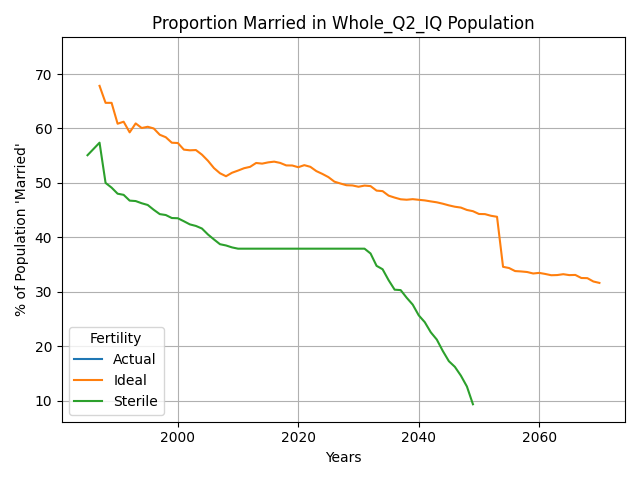 Proportion Married in Whole_Q2_IQ Population
% of Population 'Married'
70
60
50
40
30
20
10
Fertility
Actual
Ideal
Sterile
2000 2020 2040 2060
Years